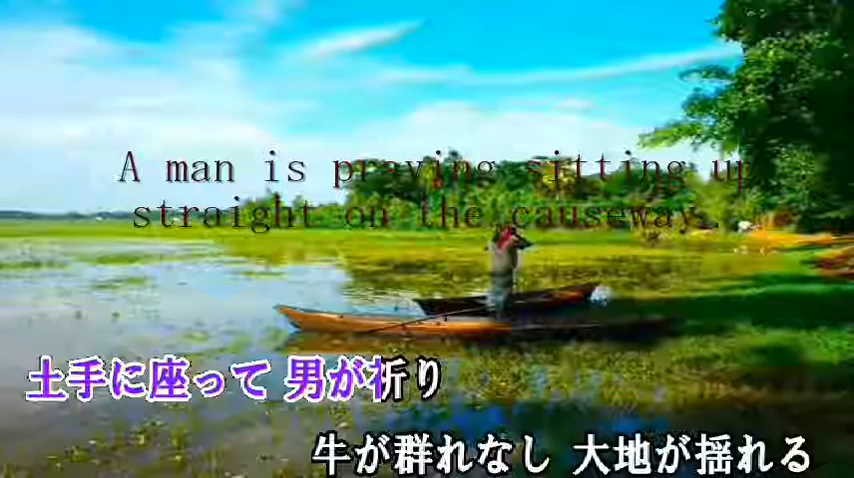 A man is praying sitting up
straight on the causeway.
土手に座って 男が祈り
牛が群れなし 大地が揺れる